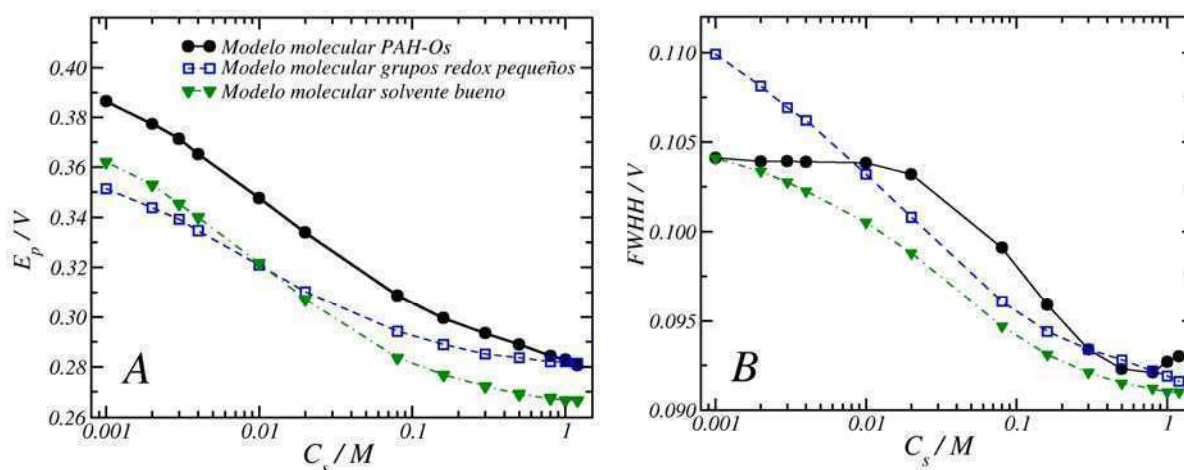 0.40
0.38
0.36
0.34
0.32
0.30
0.28
0.26
E_p / V
Modelo molecular PAH-Os
Modelo molecular grupos redox pequeños
Modelo molecular solvente bueno
A
0.001
0.01
0.1
1
C_s / M
0.110
0.105
0.100
0.095
0.090
FWHH / V
B
0.001
0.01
0.1
1
C_s / M